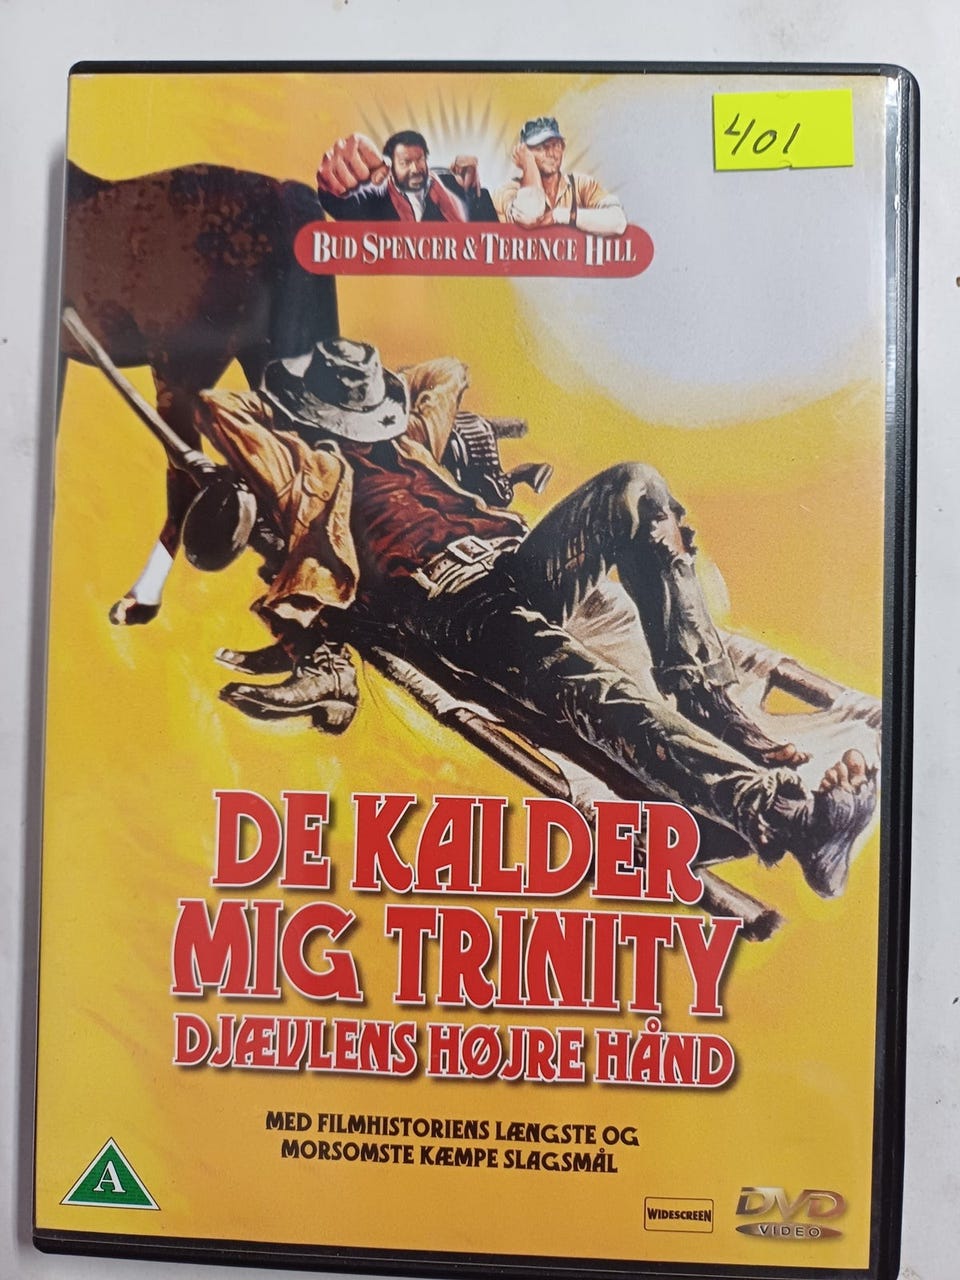 401
BUD SPENCER & TERENCE HILL
DE KALDER
MIG TRINITY
DJÆVLENS HØJRE HÅND
MED FILMHISTORIENS LÆNGSTE OG
MORSOMSTE KÆMPE SLAGSMÅL
A
WIDESCREEN
DVD
VIDEO